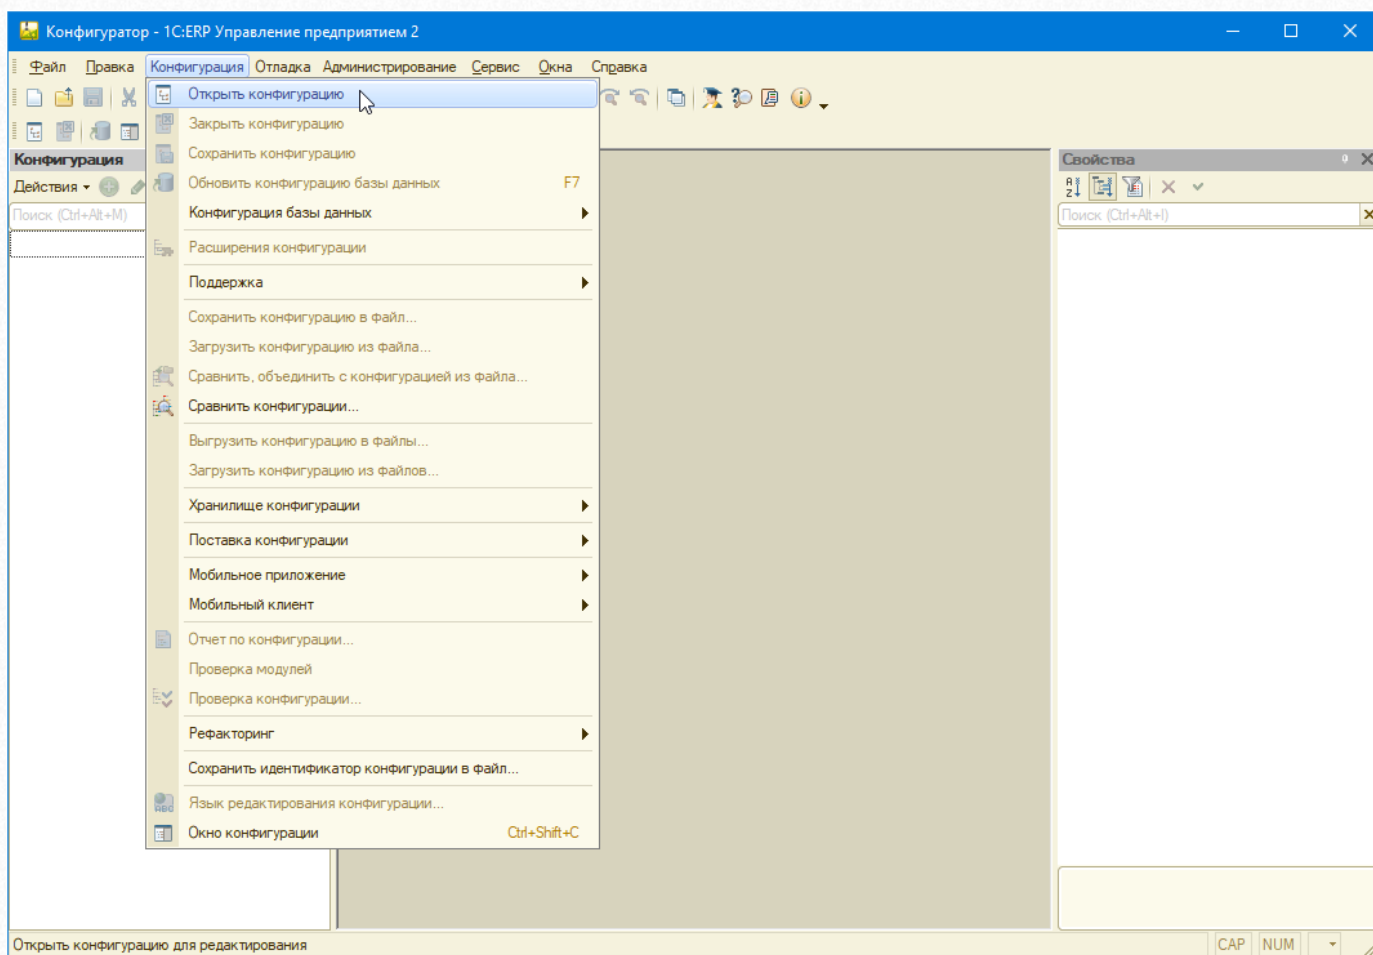 Конфигуратор - 1С:ERP Управление предприятием 2
Файл Правка Конфигурация Отладка Администрирование Сервис Окна Справка
Открыть конфигурацию
Закрыть конфигурацию
Конфигурация
Сохранить конфигурацию
Свойства
Действия
Обновить конфигурацию базы данных F7
Поиск (Ctrl+Alt+M)
Конфигурация базы данных
Поиск (Ctrl+Alt+I)
Расширения конфигурации
Поддержка
Сохранить конфигурацию в файл...
Загрузить конфигурацию из файла...
Сравнить, объединить с конфигурацией из файла...
Сравнить конфигурации...
Выгрузить конфигурацию в файлы...
Загрузить конфигурацию из файлов...
Хранилище конфигурации
Поставка конфигурации
Мобильное приложение
Мобильный клиент
Отчет по конфигурации...
Проверка модулей
Проверка конфигурации...
Рефакторинг
Сохранить идентификатор конфигурации в файл...
Язык редактирования конфигурации...
Окно конфигурации Ctrl+Shift+C
Открыть конфигурацию для редактирования CAP NUM